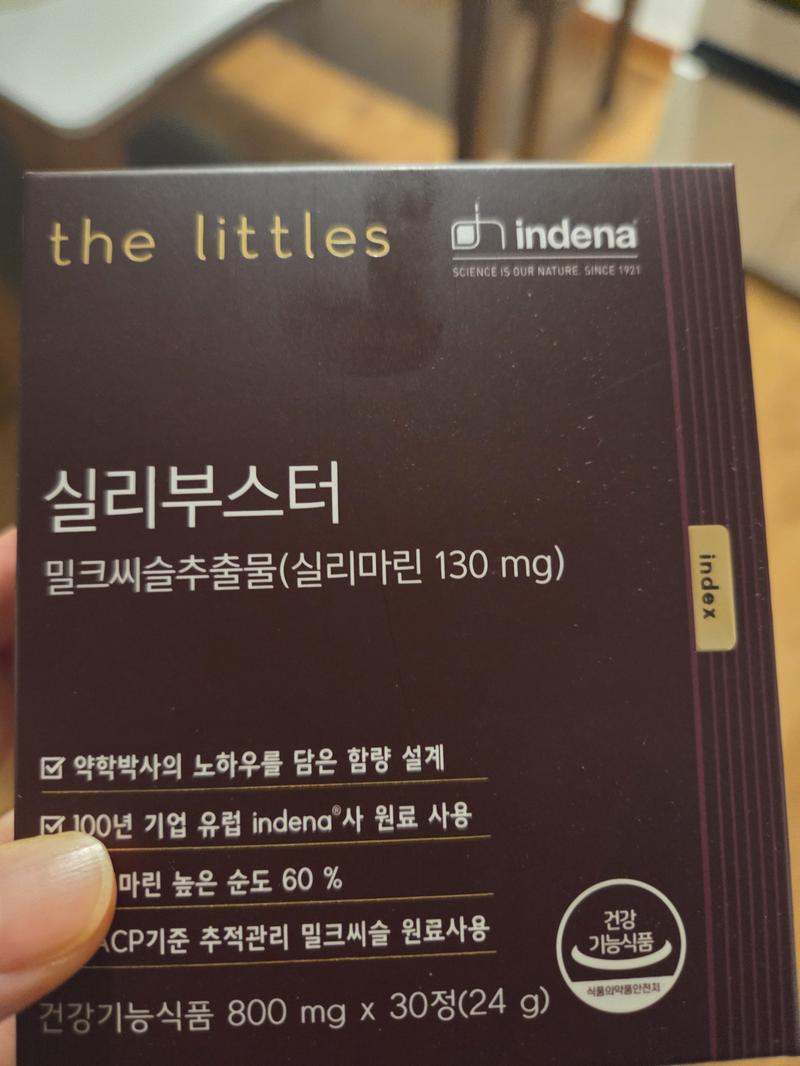 the littles
indena
SCIENCE IS OUR NATURE. SINCE 1921
실리부스터
밀크씨슬추출물(실리마린 130 mg)
index
약학박사의 노하우를 담은 함량 설계
100년 기업 유럽 indena®사 원료 사용
마린 높은 순도 60 %
ACP기준 추적관리 밀크씨슬 원료사용
건강
기능식품
식품의약품안전처
건강기능식품 800 mg x 30정(24 g)